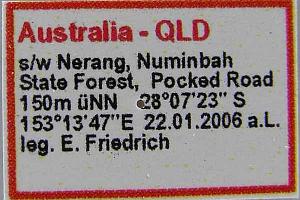 Australia - QLD
s/w Nerang, Numinbah
State Forest, Pocked Road
150m üNN 28°07'23" S
153°13'47"E 22.01.2006 a.L.
leg. E. Friedrich